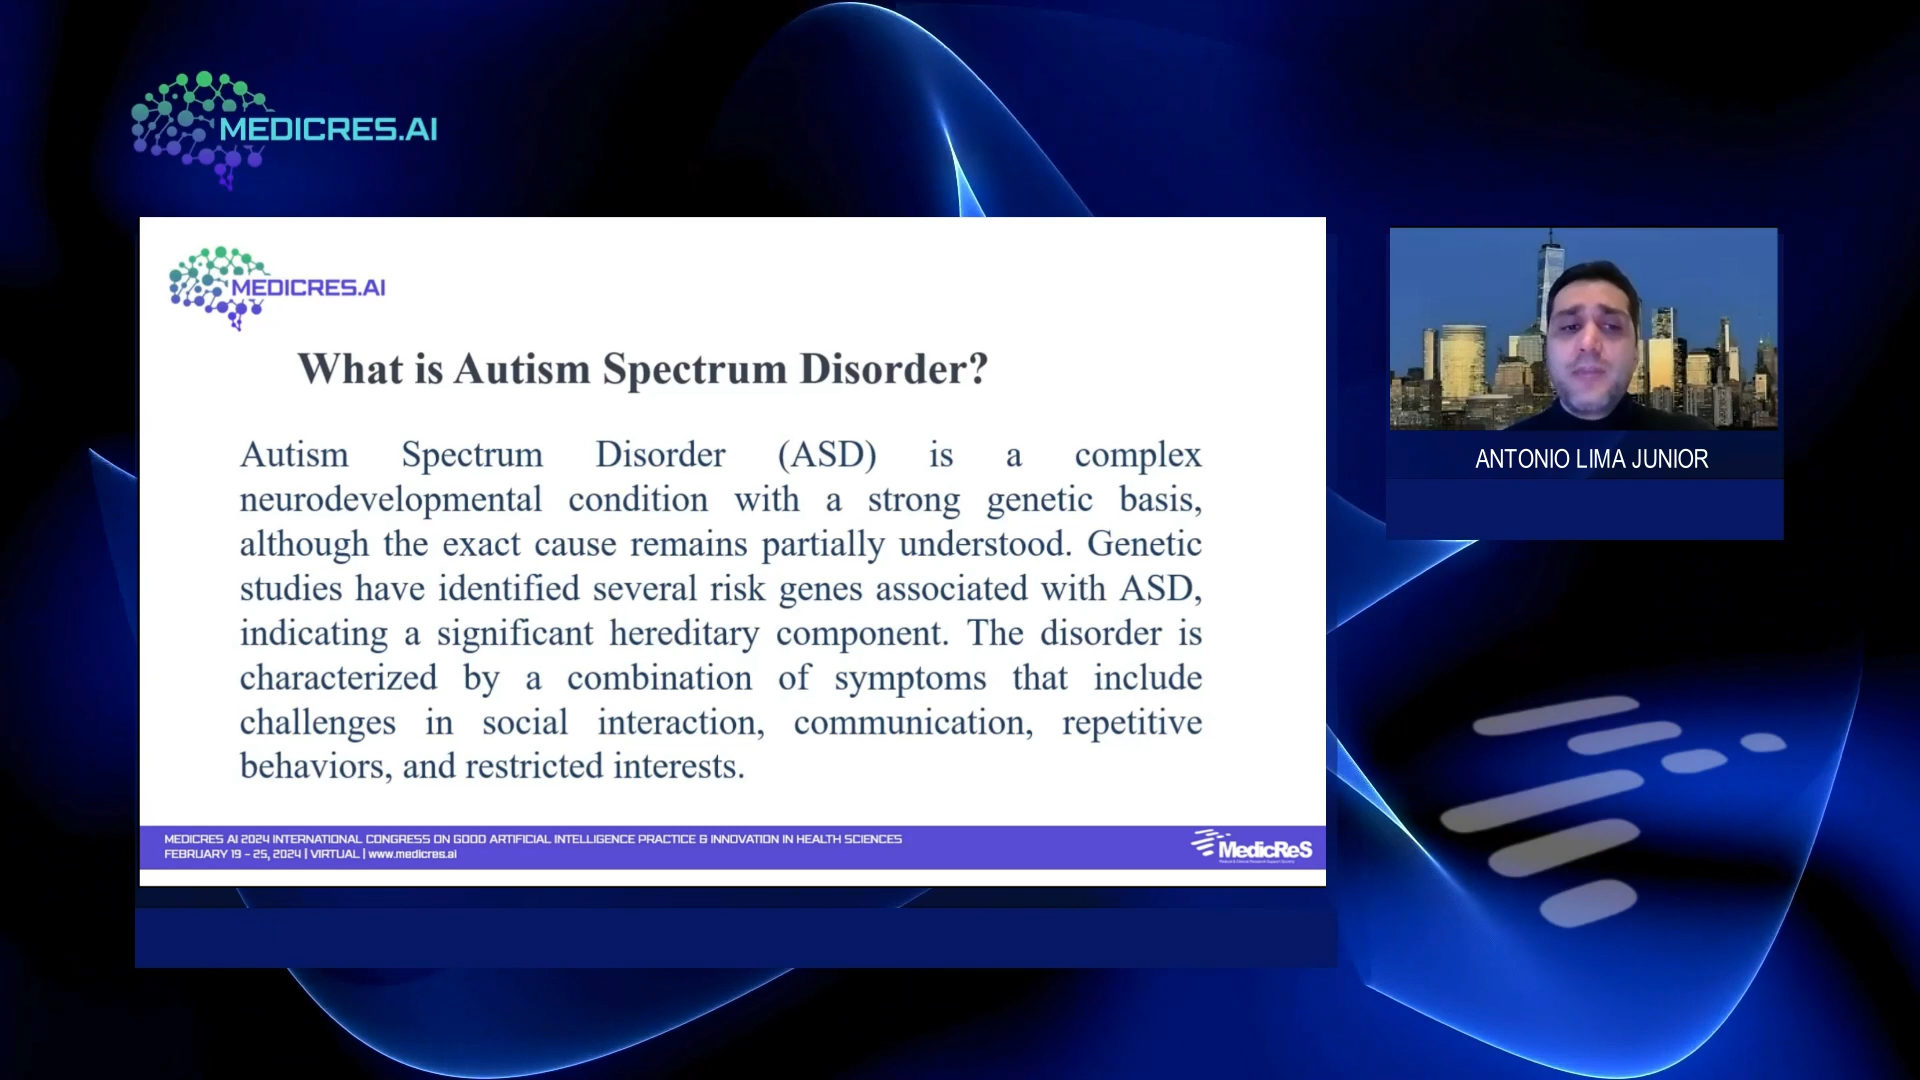 MEDICRES.AI
MEDICRES.AI
What is Autism Spectrum Disorder?
Autism Spectrum Disorder (ASD) is a complex
neurodevelopmental condition with a strong genetic basis,
although the exact cause remains partially understood. Genetic
studies have identified several risk genes associated with ASD,
indicating a significant hereditary component. The disorder is
characterized by a combination of symptoms that include
challenges in social interaction, communication, repetitive
behaviors, and restricted interests.
MEDICRES AI 2024 INTERNATIONAL CONGRESS ON GOOD ARTIFICIAL INTELLIGENCE PRACTICE & INNOVATION IN HEALTH SCIENCES
FEBRUARY 19 - 25, 2024 | VIRTUAL | www.medicres.ai
MedicReS
ANTONIO LIMA JUNIOR